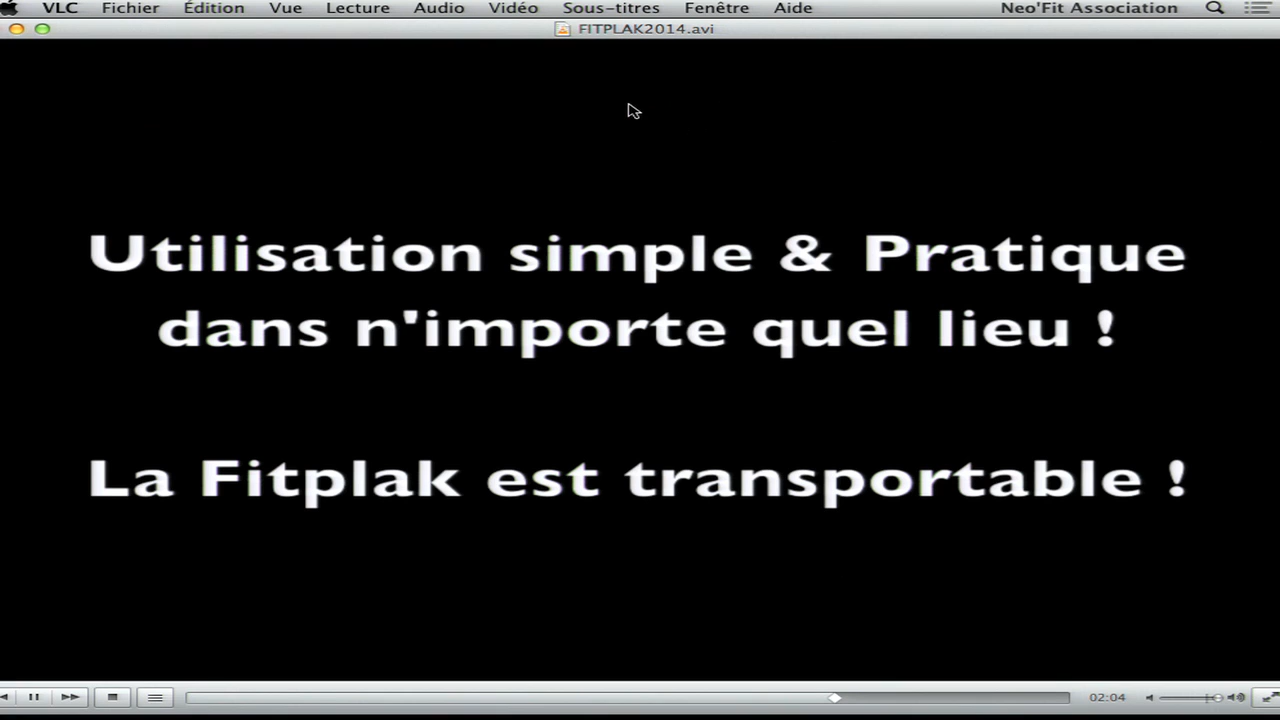 VLC Fichier Édition Vue Lecture Audio Vidéo Sous-titres Fenêtre Aide Neo'Fit Association
FITPLAK2014.avi
Utilisation simple & Pratique
dans n'importe quel lieu !
La Fitplak est transportable !
02:04